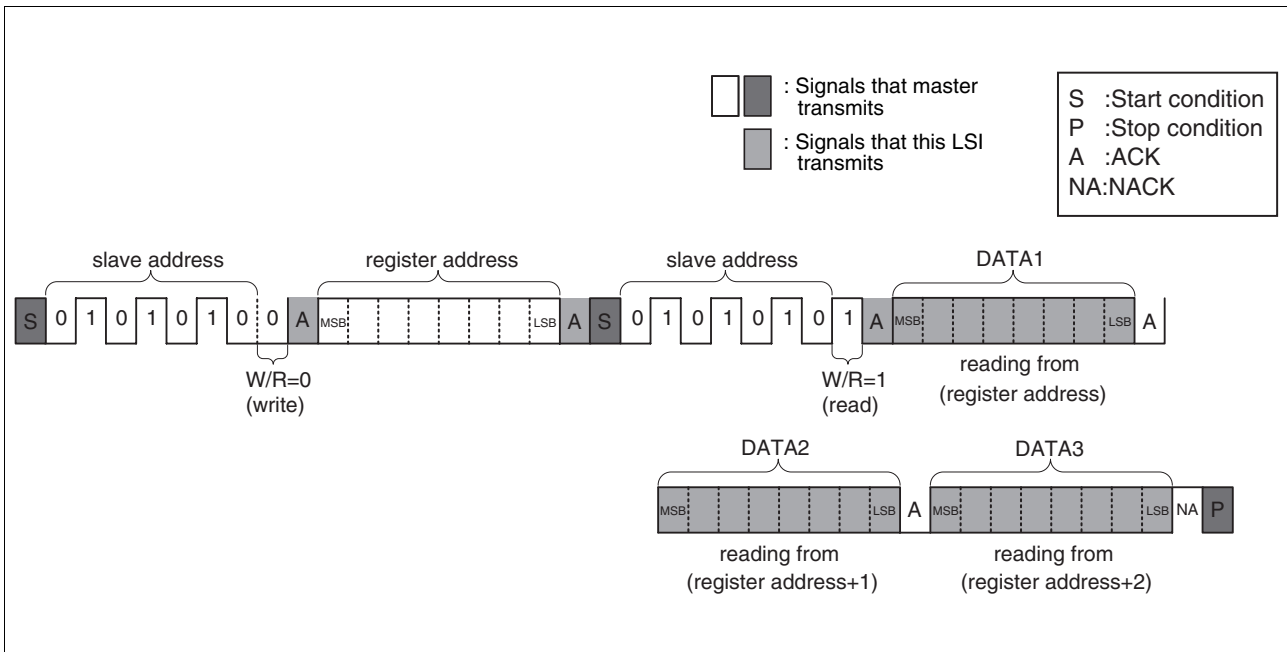 : Signals that master
transmits
: Signals that this LSI
transmits
S :Start condition
P :Stop condition
A :ACK
NA:NACK
slave address register address slave address DATA1
S 0 1 0 1 0 1 0 0 A MSB LSB A S 0 1 0 1 0 1 0 1 A MSB LSB A
W/R=0
(write)
W/R=1
(read)
reading from
(register address)
DATA2 DATA3
MSB LSB A MSB LSB NA P
reading from
(register address+1)
reading from
(register address+2)